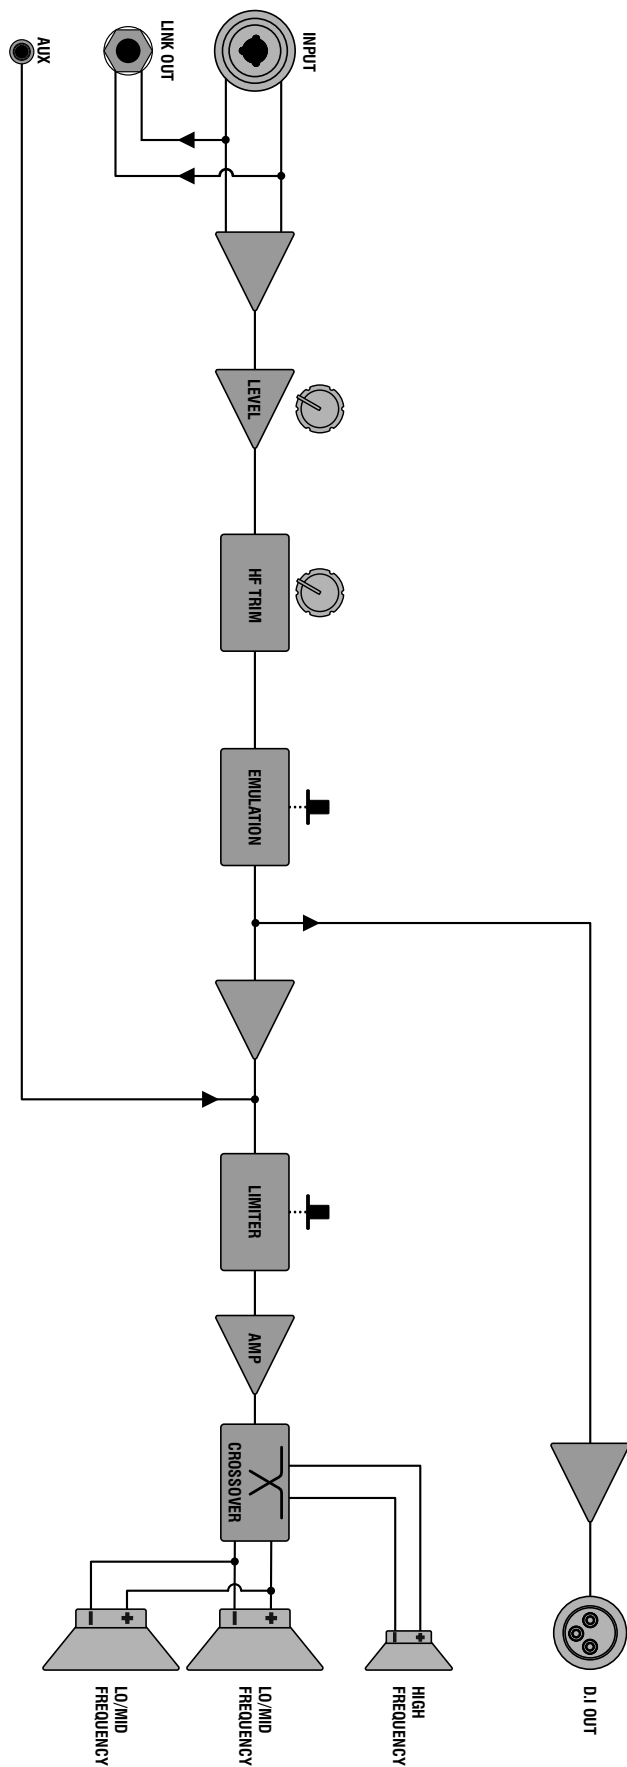 INPUT
LINK OUT
AUX
LEVEL
HF TRIM
EMULATION
LIMITER
AMP
CROSSOVER
D.I OUT
HIGH
FREQUENCY
+
−
LO/MID
FREQUENCY
+
−
LO/MID
FREQUENCY
+
−